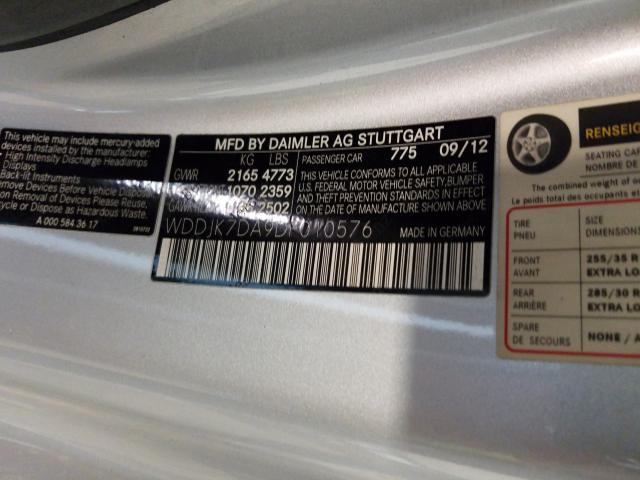 This vehicle may include mercury-added
devices installed by the manufacturer:
• High Intensity Discharge Headlamps
Displays
Back-lit Instruments
Remove Devices Before Vehicle
on Removal of Devices Please Reuse,
cycle or Dispose as Hazardous Waste.
A 000 584 36 17
MFD BY DAIMLER AG STUTTGART
KG LBS PASSENGER CAR 775 09/12
GVWR 2165 4773
1070 2359
2502
THIS VEHICLE CONFORMS TO ALL APPLICABLE
U.S. FEDERAL MOTOR VEHICLE SAFETY, BUMPER
AND THEFT PREVENTION STANDARDS IN EFFECT
ON THE DATE OF MANUFACTURE SHOWN ABOVE.
WDDJK7DA9D 0576
MADE IN GERMANY
RENSEIG
SEATING CA
NOMBRE
The combined weight of o
Le poids total des occupants et
TIRE SIZE
PNEU DIMENSION
FRONT 255/35 R
AVANT EXTRA LO
REAR 285/30 R
ARRIÈRE EXTRA LO
SPARE
DE SECOURS NONE / A